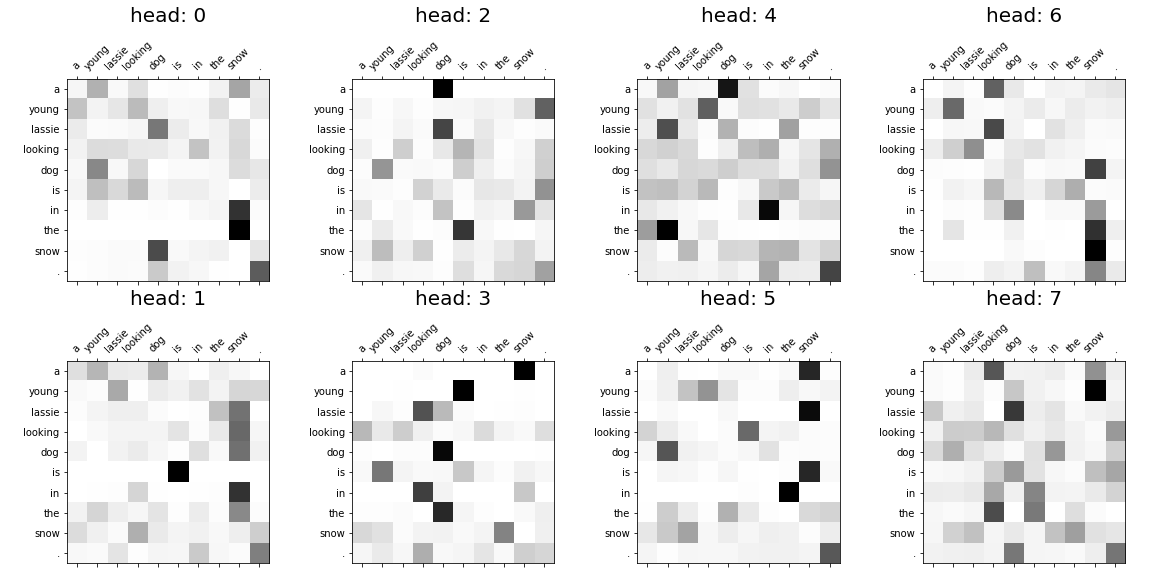 head: 0
a young lassie looking dog is in the snow .
a
young
lassie
looking
dog
is
in
the
snow
.
head: 2
a young lassie looking dog is in the snow .
a
young
lassie
looking
dog
is
in
the
snow
.
head: 4
a young lassie looking dog is in the snow .
a
young
lassie
looking
dog
is
in
the
snow
.
head: 6
a young lassie looking dog is in the snow .
a
young
lassie
looking
dog
is
in
the
snow
.
head: 1
a young lassie looking dog is in the snow .
a
young
lassie
looking
dog
is
in
the
snow
.
head: 3
a young lassie looking dog is in the snow .
a
young
lassie
looking
dog
is
in
the
snow
.
head: 5
a young lassie looking dog is in the snow .
a
young
lassie
looking
dog
is
in
the
snow
.
head: 7
a young lassie looking dog is in the snow .
a
young
lassie
looking
dog
is
in
the
snow
.